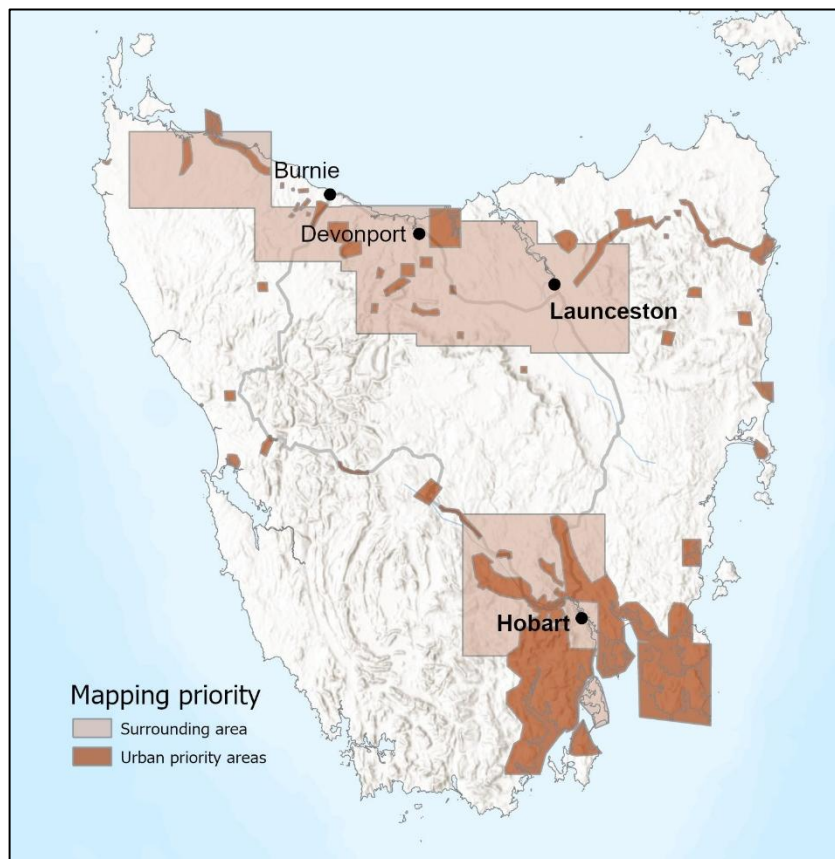 Burnie
Devonport
Launceston
Hobart
Mapping priority
Surrounding area
Urban priority areas